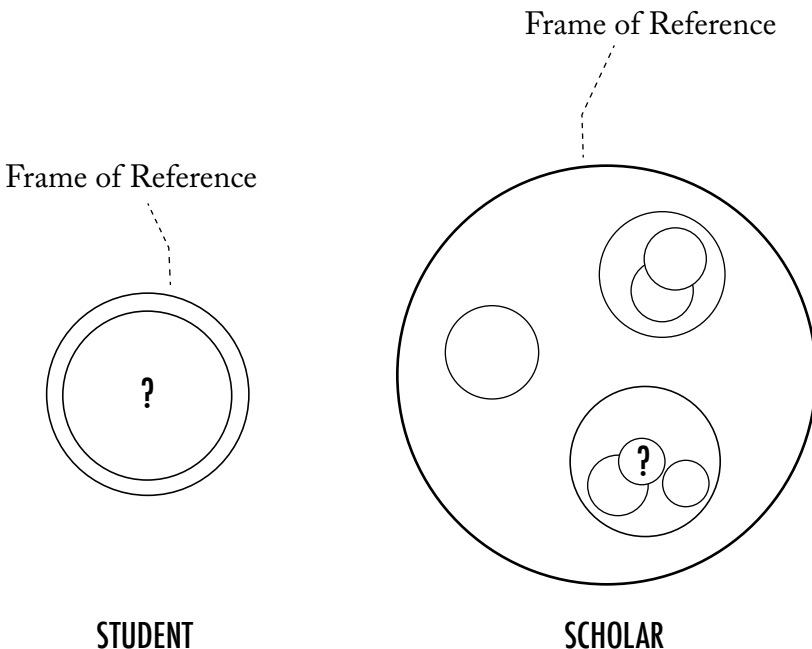 Frame of Reference
Frame of Reference
?
?
STUDENT
SCHOLAR